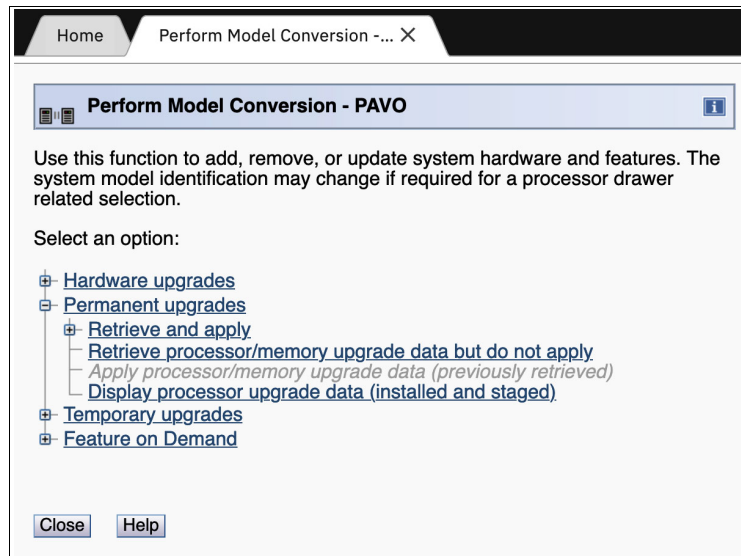 Home
Perform Model Conversion -... ×
Perform Model Conversion - PAVO
i
Use this function to add, remove, or update system hardware and features. The
system model identification may change if required for a processor drawer
related selection.
Select an option:
Hardware upgrades
Permanent upgrades
Retrieve and apply
Retrieve processor/memory upgrade data but do not apply
Apply processor/memory upgrade data (previously retrieved)
Display processor upgrade data (installed and staged)
Temporary upgrades
Feature on Demand
Close Help